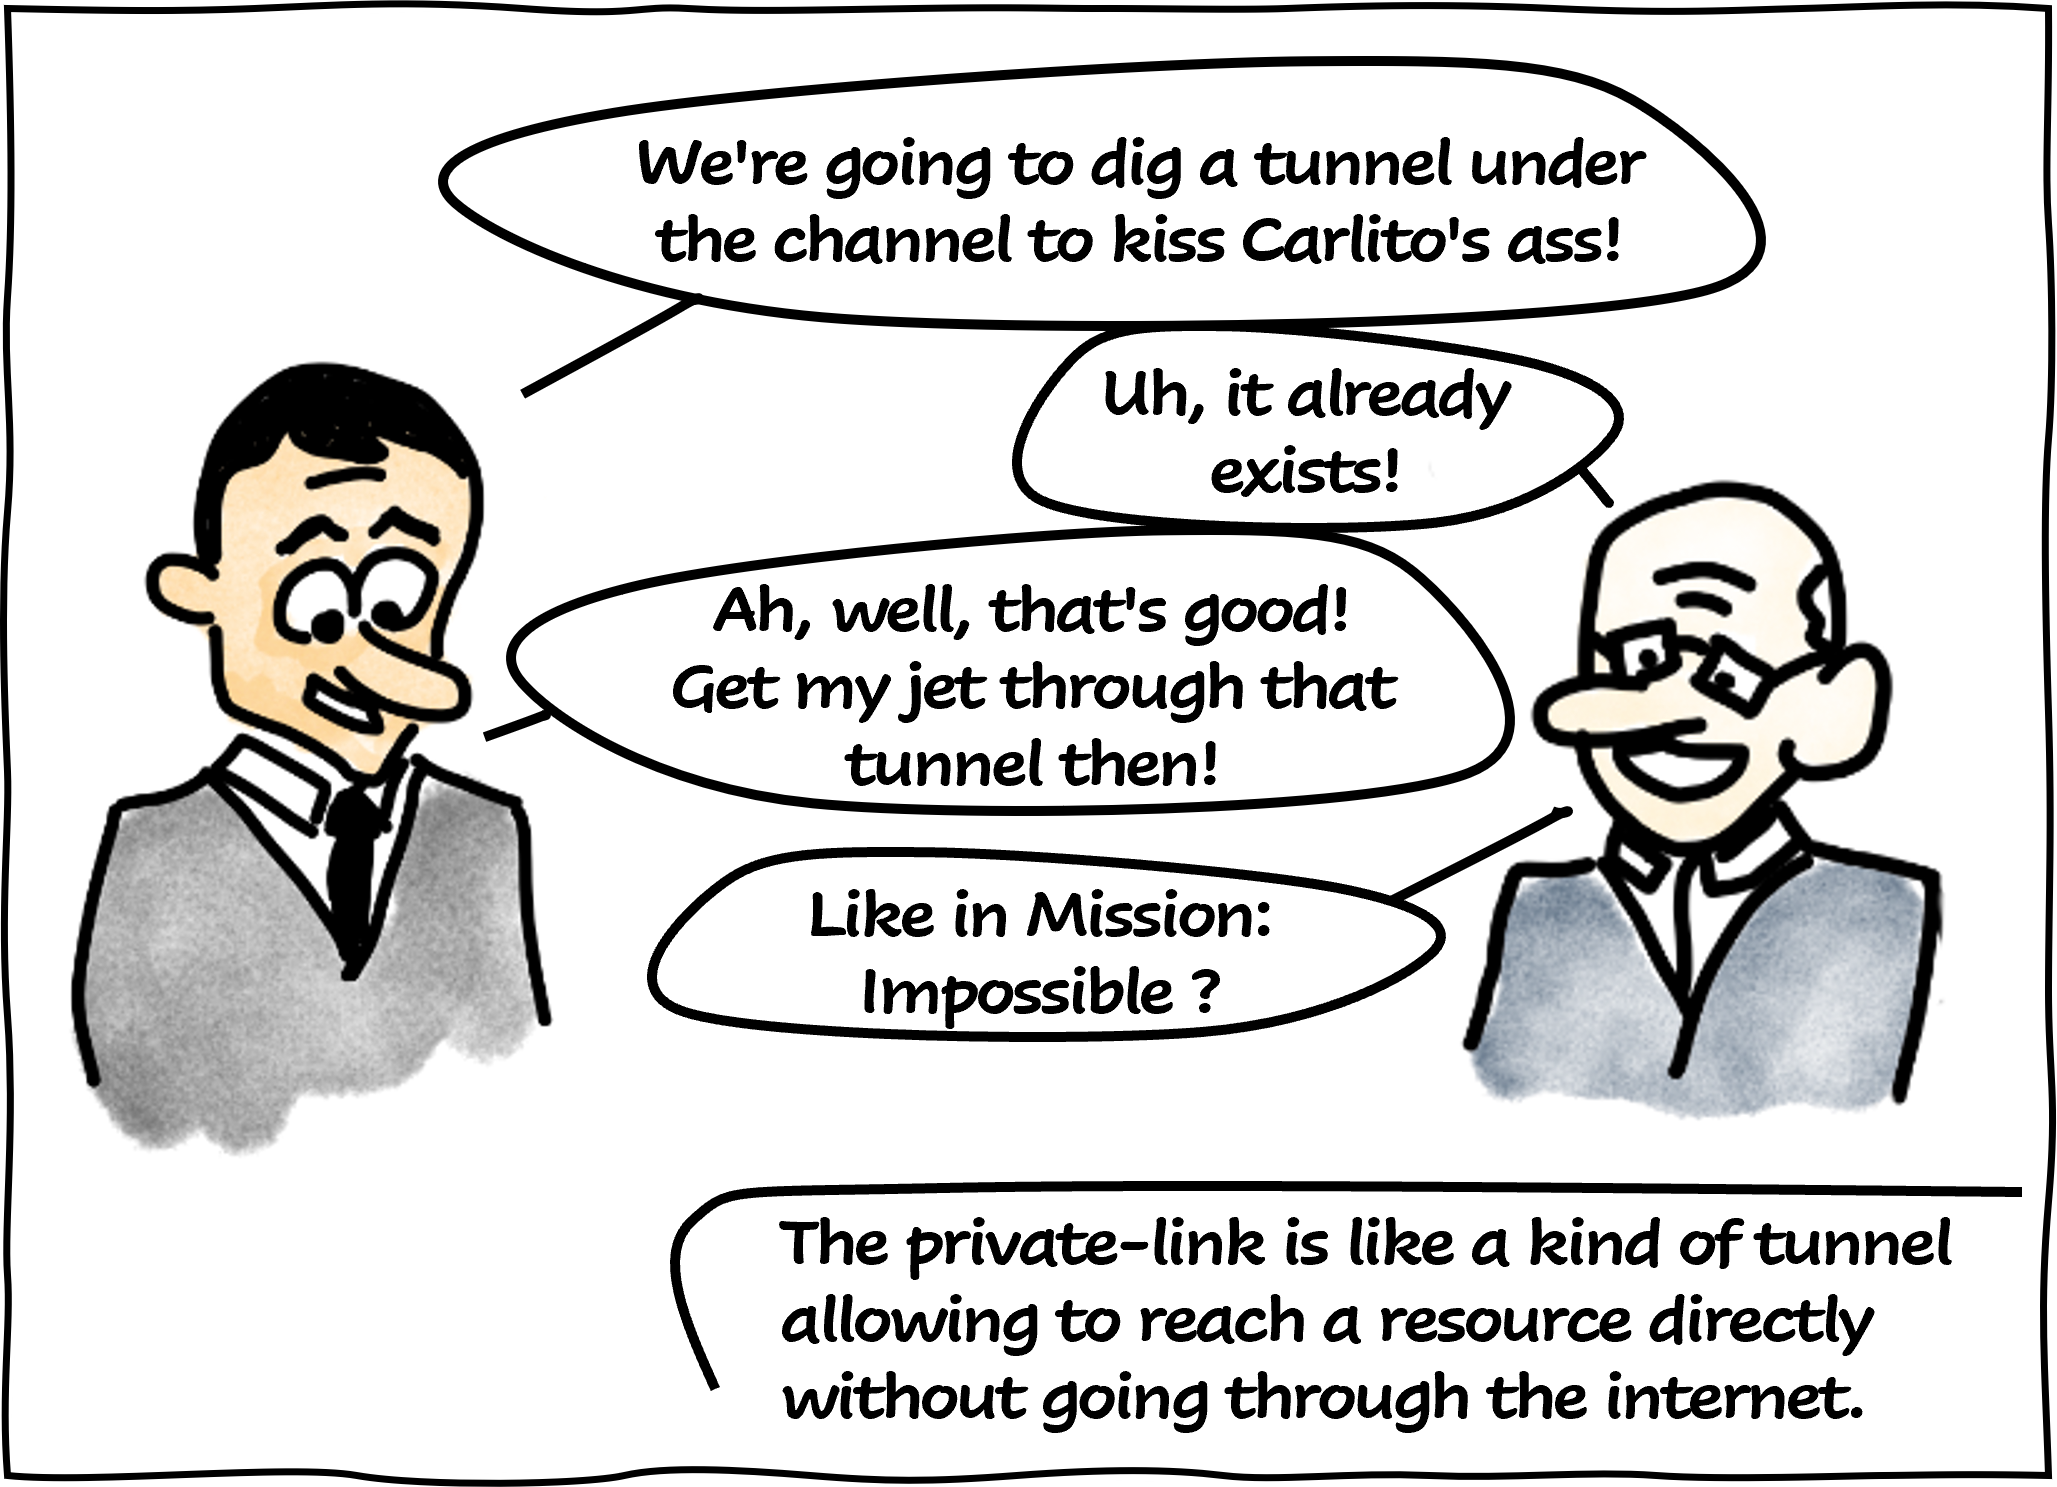 We're going to dig a tunnel under
the channel to kiss Carlito's ass!
Uh, it already
exists!
Ah, well, that's good!
Get my jet through that
tunnel then!
Like in Mission:
Impossible ?
The private-link is like a kind of tunnel
allowing to reach a resource directly
without going through the internet.